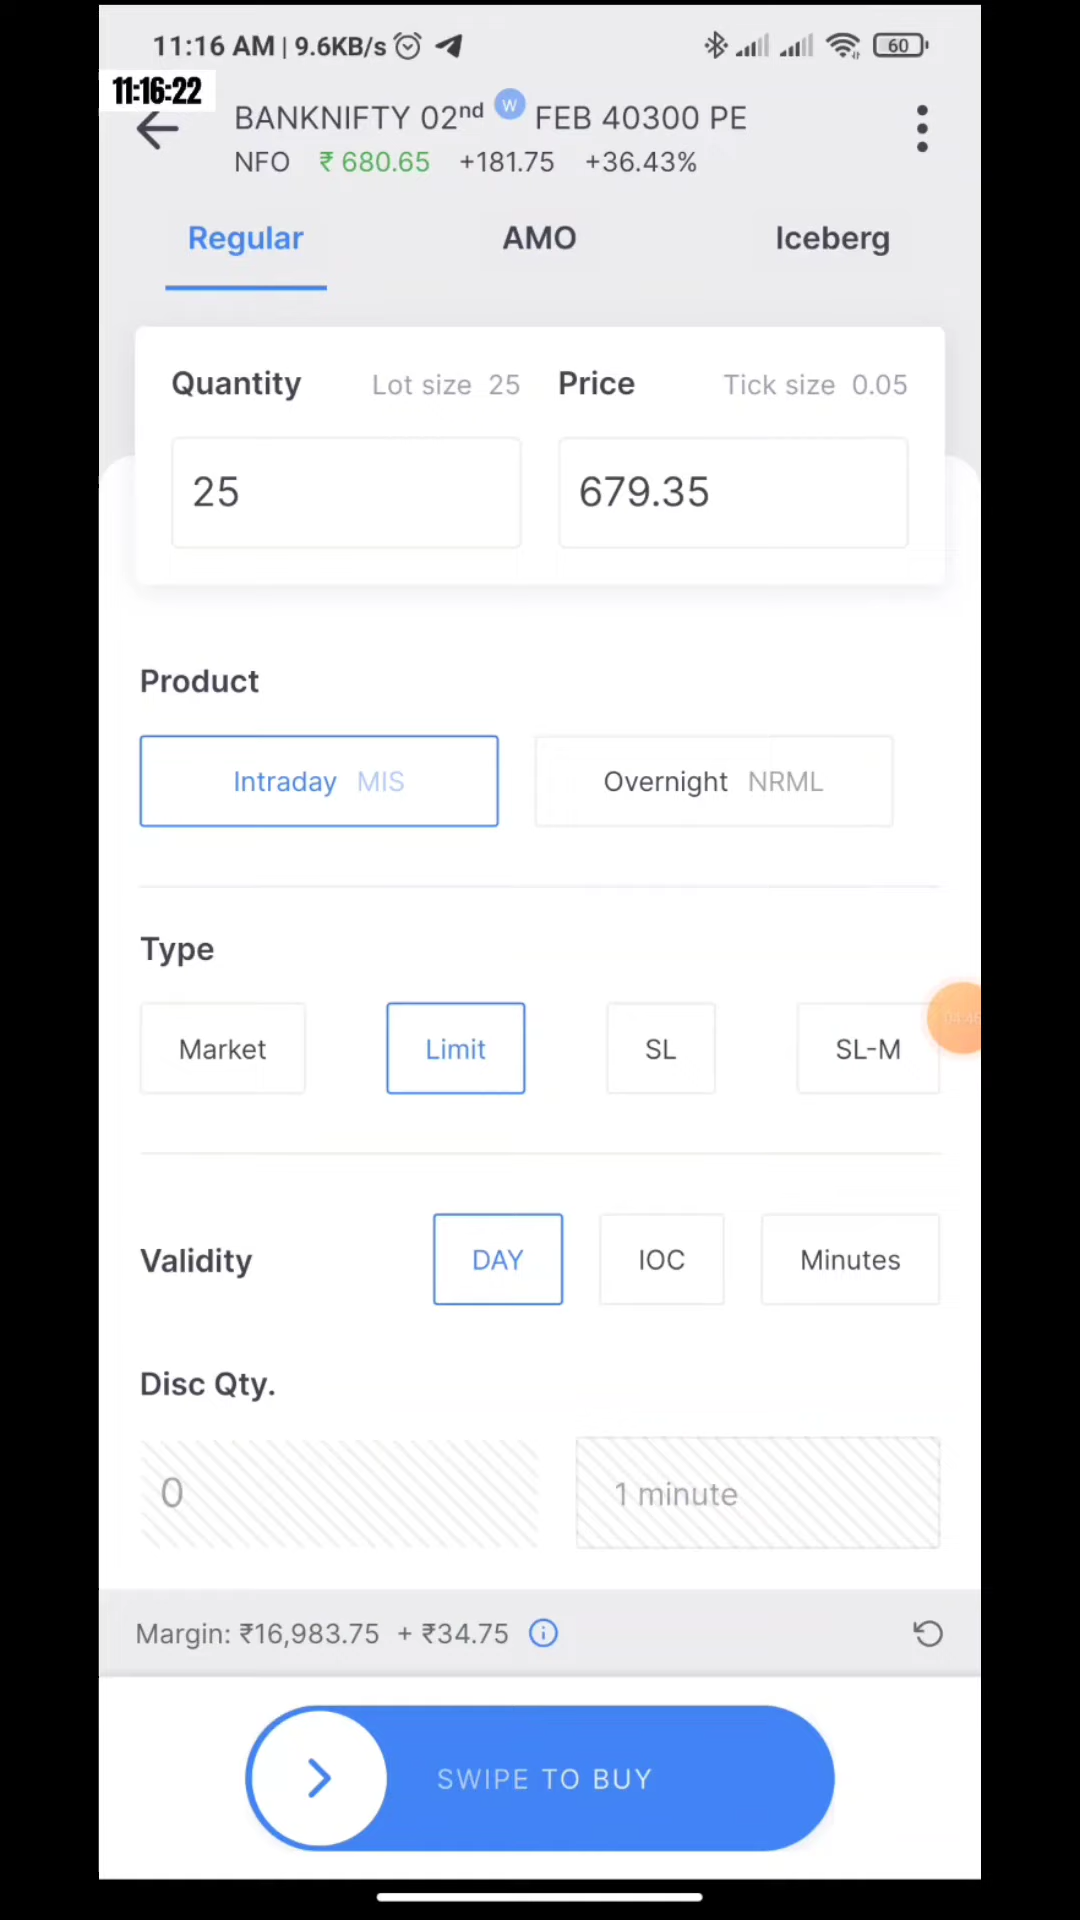 11:16 AM | 9.6KB/s
60
11:16:22
BANKNIFTY 02nd W FEB 40300 PE
NFO ₹ 680.65 +181.75 +36.43%
Regular AMO Iceberg
Quantity Lot size 25 Price Tick size 0.05
25 679.35
Product
Intraday MIS Overnight NRML
Type
Market Limit SL SL-M
Validity DAY IOC Minutes
Disc Qty.
0 1 minute
Margin: ₹16,983.75 + ₹34.75
SWIPE TO BUY